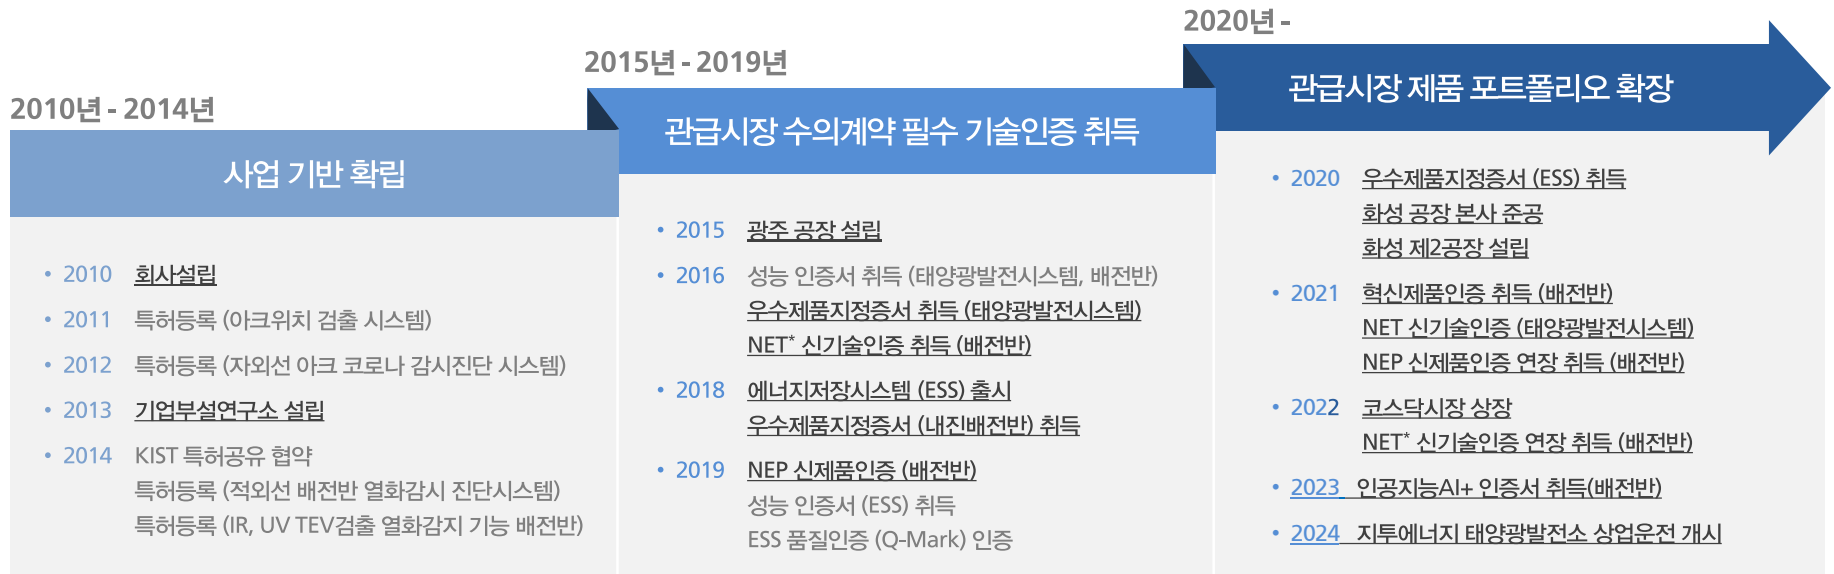 2010년 - 2014년
사업 기반 확립
• 2010 회사설립
• 2011 특허등록 (아크위치 검출 시스템)
• 2012 특허등록 (자외선 아크 코로나 감시진단 시스템)
• 2013 기업부설연구소 설립
• 2014 KIST 특허공유 협약
특허등록 (적외선 배전반 열화감시 진단시스템)
특허등록 (IR, UV TEV검출 열화감지 기능 배전반)
2015년 - 2019년
관급시장 수의계약 필수 기술인증 취득
• 2015 광주 공장 설립
• 2016 성능 인증서 취득 (태양광발전시스템, 배전반)
우수제품지정증서 취득 (태양광발전시스템)
NET* 신기술인증 취득 (배전반)
• 2018 에너지저장시스템 (ESS) 출시
우수제품지정증서 (내진배전반) 취득
• 2019 NEP 신제품인증 (배전반)
성능 인증서 (ESS) 취득
ESS 품질인증 (Q-Mark) 인증
2020년 -
관급시장 제품 포트폴리오 확장
• 2020 우수제품지정증서 (ESS) 취득
화성 공장 본사 준공
화성 제2공장 설립
• 2021 혁신제품인증 취득 (배전반)
NET 신기술인증 (태양광발전시스템)
NEP 신제품인증 연장 취득 (배전반)
• 2022 코스닥시장 상장
NET* 신기술인증 연장 취득 (배전반)
• 2023 인공지능AI+ 인증서 취득(배전반)
• 2024 지투에너지 태양광발전소 상업운전 개시